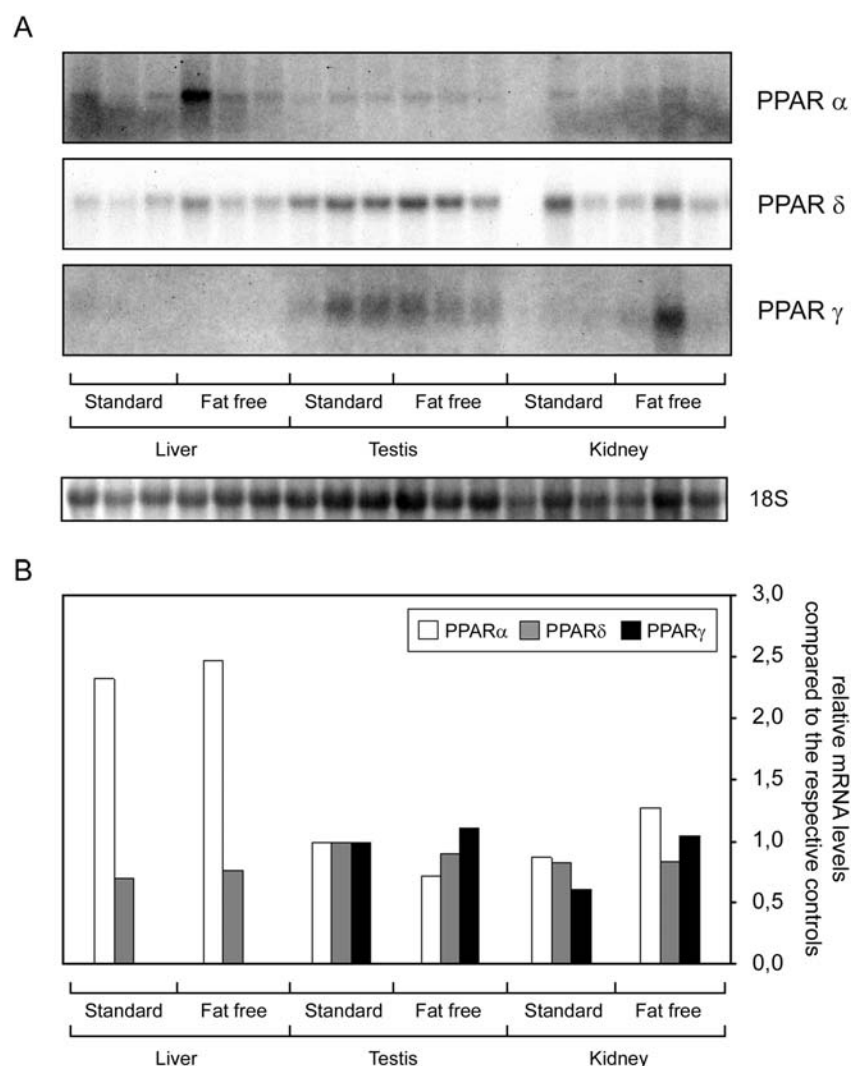 A
PPAR α
PPAR δ
PPAR γ
Standard Fat free Standard Fat free Standard Fat free
Liver Testis Kidney
18S
B
PPARα PPARδ PPARγ
3,0
2,5
2,0
1,5
1,0
0,5
0,0
relative mRNA levels
compared to the respective controls
Standard Fat free Standard Fat free Standard Fat free
Liver Testis Kidney